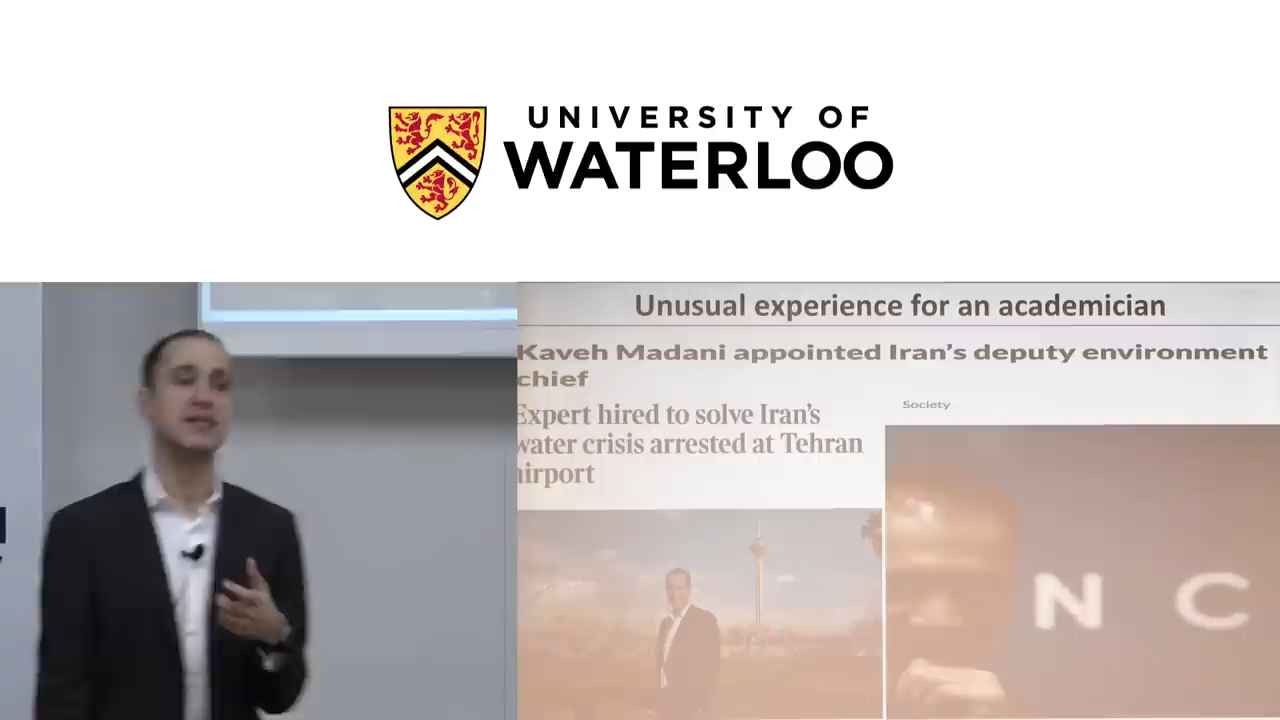 UNIVERSITY OF
WATERLOO
Unusual experience for an academician
Kaveh Madani appointed Iran's deputy environment
chief
Expert hired to solve Iran's
water crisis arrested at Tehran
airport
Society
N C